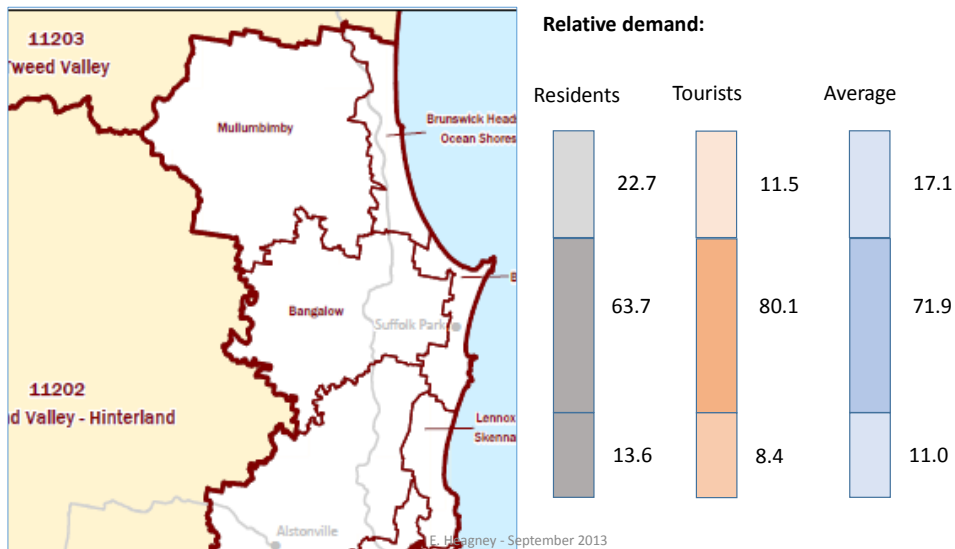 Relative demand:
11203
Tweed Valley
Mullumbimby
Brunswick Head
Ocean Shores
Bangalow
Suffolk Park
B
11202
nd Valley - Hinterland
Lennox
Skenna
Alstonville
Residents
Tourists
Average
22.7
11.5
17.1
63.7
80.1
71.9
13.6
8.4
11.0
E. Heagney - September 2013